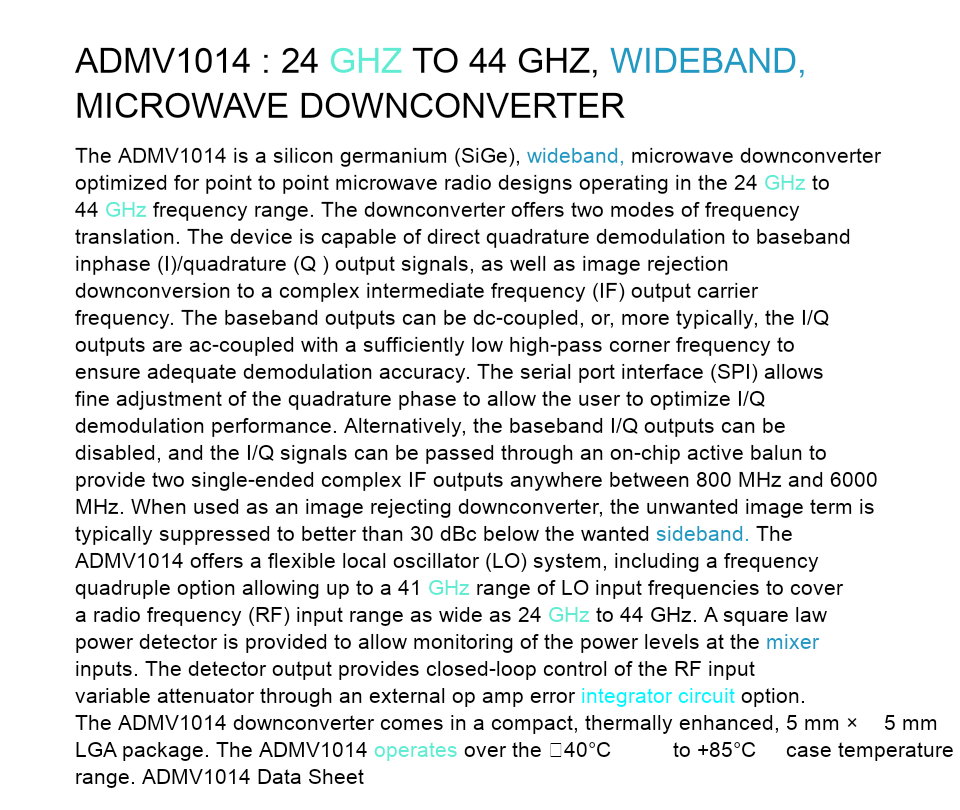 ADMV1014 : 24 GHZ TO 44 GHZ, WIDEBAND,
MICROWAVE DOWNCONVERTER
The ADMV1014 is a silicon germanium (SiGe), wideband, microwave downconverter
optimized for point to point microwave radio designs operating in the 24 GHz to
44 GHz frequency range. The downconverter offers two modes of frequency
translation. The device is capable of direct quadrature demodulation to baseband
inphase (I)/quadrature (Q ) output signals, as well as image rejection
downconversion to a complex intermediate frequency (IF) output carrier
frequency. The baseband outputs can be dc-coupled, or, more typically, the I/Q
outputs are ac-coupled with a sufficiently low high-pass corner frequency to
ensure adequate demodulation accuracy. The serial port interface (SPI) allows
fine adjustment of the quadrature phase to allow the user to optimize I/Q
demodulation performance. Alternatively, the baseband I/Q outputs can be
disabled, and the I/Q signals can be passed through an on-chip active balun to
provide two single-ended complex IF outputs anywhere between 800 MHz and 6000
MHz. When used as an image rejecting downconverter, the unwanted image term is
typically suppressed to better than 30 dBc below the wanted sideband. The
ADMV1014 offers a flexible local oscillator (LO) system, including a frequency
quadruple option allowing up to a 41 GHz range of LO input frequencies to cover
a radio frequency (RF) input range as wide as 24 GHz to 44 GHz. A square law
power detector is provided to allow monitoring of the power levels at the mixer
inputs. The detector output provides closed-loop control of the RF input
variable attenuator through an external op amp error integrator circuit option.
The ADMV1014 downconverter comes in a compact, thermally enhanced, 5 mm × 5 mm
LGA package. The ADMV1014 operates over the □40°C to +85°C case temperature
range. ADMV1014 Data Sheet